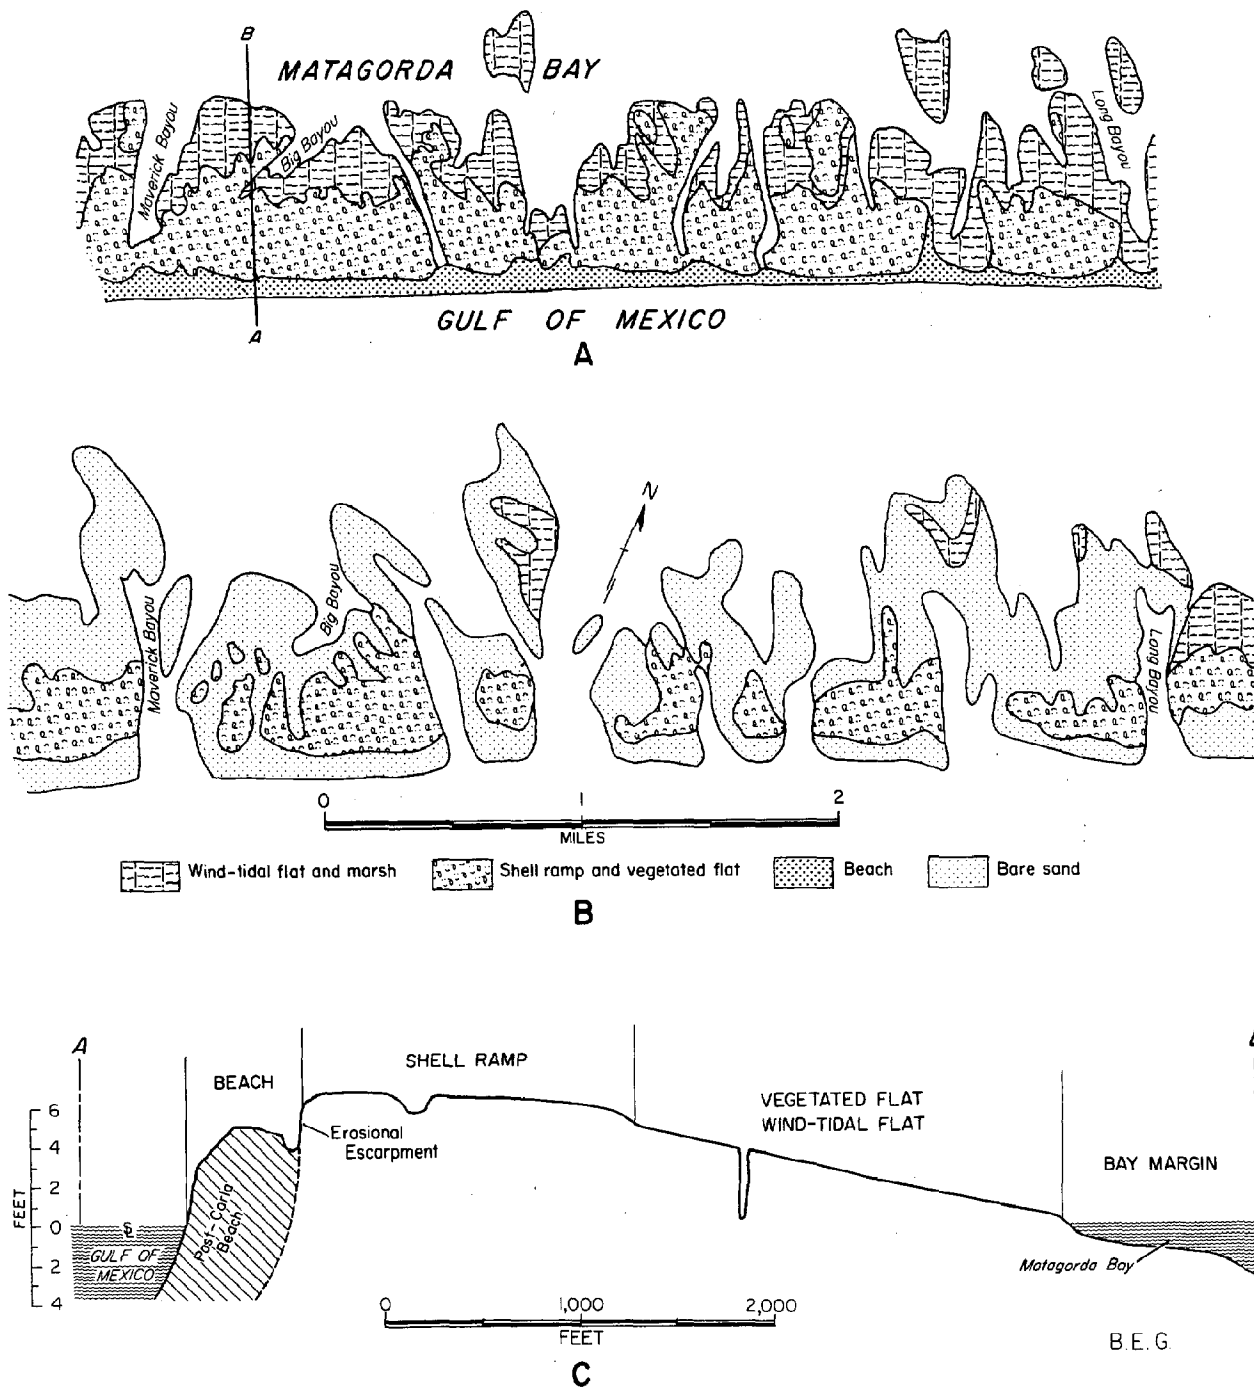 B
MATAGORDA BAY
Maverick Bayou
Big Bayou
Long Bayou
A
GULF OF MEXICO
A
N
Maverick Bayou
Big Bayou
Long Bayou
0 1 2
MILES
Wind-tidal flat and marsh
Shell ramp and vegetated flat
Beach
Bare sand
B
A
BEACH
SHELL RAMP
VEGETATED FLAT
WIND-TIDAL FLAT
BAY MARGIN
Erosional
Escarpment
FEET
6
4
2
0
2
4
SL
GULF OF
MEXICO
Post-Carla
Beach
Matagorda Bay
0 1,000 2,000
FEET
B.E.G.
C